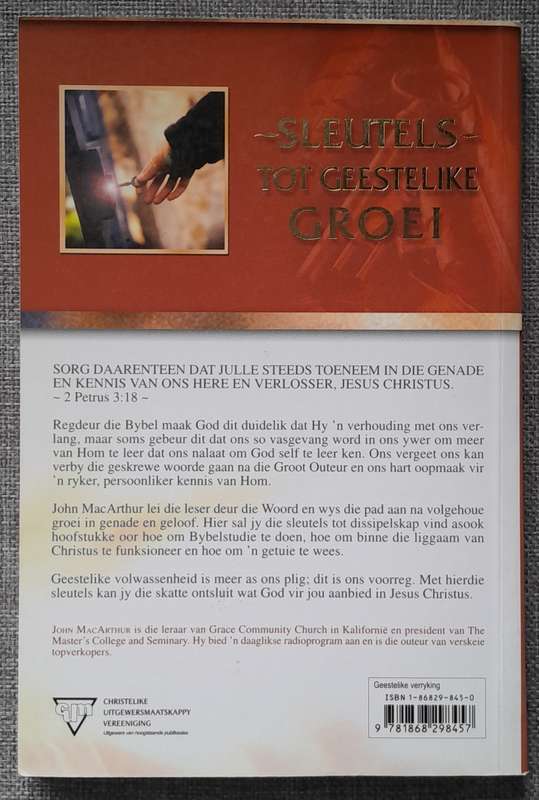 ~SLEUTELS~
TOT GEESTELIKE
GROEI
SORG DAARENTEEN DAT JULLE STEEDS TOENEEM IN DIE GENADE
EN KENNIS VAN ONS HERE EN VERLOSSER, JESUS CHRISTUS.
~ 2 Petrus 3:18 ~
Regdeur die Bybel maak God dit duidelik dat Hy 'n verhouding met ons ver-
lang, maar soms gebeur dit dat ons so vasgevang word in ons ywer om meer
van Hom te leer dat ons nalaat om God self te leer ken. Ons vergeet ons kan
verby die geskrewe woorde gaan na die Groot Outeur en ons hart oopmaak vir
'n ryker, persoonliker kennis van Hom.
John MacArthur lei die leser deur die Woord en wys die pad aan na volgehoue
groei in genade en geloof. Hier sal jy die sleutels tot dissipelskap vind asook
hoofstukke oor hoe om Bybelstudie te doen, hoe om binne die liggaam van
Christus te funksioneer en hoe om 'n getuie te wees.
Geestelike volwassenheid is meer as ons plig; dit is ons voorreg. Met hierdie
sleutels kan jy die skatte ontsluit wat God vir jou aanbied in Jesus Christus.
JOHN MACARTHUR is die leraar van Grace Community Church in Kalifornië en president van The
Master's College and Seminary. Hy bied 'n daaglikse radioprogram aan en is die outeur van verskeie
topverkopers.
cum
CHRISTELIKE
UITGEWERSMAATSKAPPY
VERENIGING
Uitgewers van hoogstaande publikasies
Geestelike verryking
ISBN 1-86829-845-0
9 781868 298457